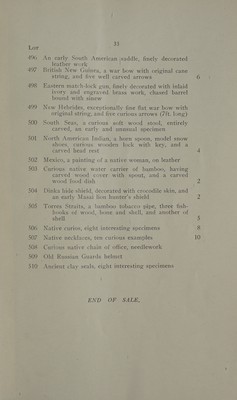 31
Lot
496 An early South American saddle, finely decorated
leather work
497 British New Guinea, a war bow with original cane
string, and five well carved arrows 6
498 Eastern match-lock gun, finely decorated with inlaid
ivory and engraved brass work, chased barrel
bound with sinew
499 New Hebrides, exceptionally fine flat war bow with
original string, and five curious arrows (7ft. long)
500 South Seas, a curious soft wood stool, entirely
carved, an early and unusual specimen
501 North American Indian, a horn spoon, model snow
shoes, curious wooden lock with key, and a
carved head rest 4
502 Mexico, a painting of a native woman, on leather
503 Curious native water carrier of bamboo, having
carved wood cover with mount, and a carved
wood food dish 2
504 Dinka hide shield, decorated with crocodile skin, and
an early Masai lion hunter's shield 2
505 Torres Straits, a bamboo tobacco pipe, three fish-
hooks of wood, bone and shell, and another of
shell 5
506 Native curios, eight interesting specimens 8
507 Native necklaces, ten curious examples 10
508 Curious native chain of office, needlework
509 Old Russian Guards helmet
510 Ancient clay seals, eight interesting specimens
END OF SALE.